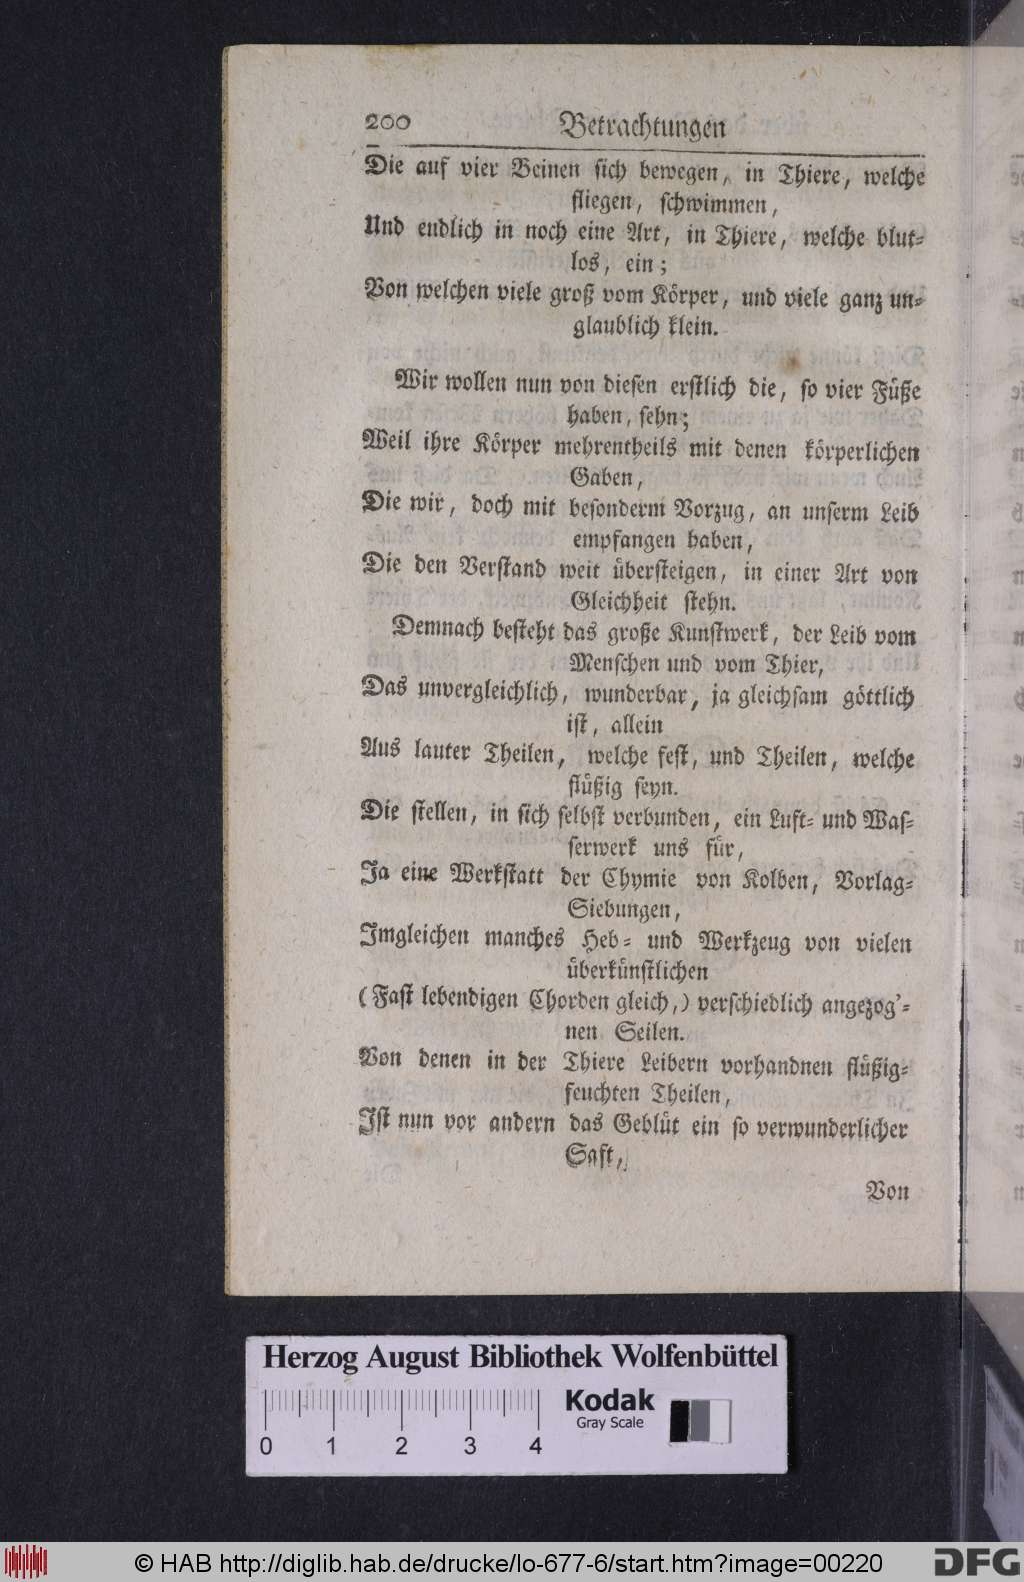 200 Betrachtungen
Die auf vier Beinen sich bewegen, in Thiere, welche
fliegen, schwimmen,
Und endlich in noch eine Art, in Thiere, welche blut-
los, ein;
Von welchen viele groß vom Körper, und viele ganz un-
glaublich klein.
Wir wollen nun von diesen erstlich die, so vier Füße
haben, sehn;
Weil ihre Körper mehrentheils mit denen körperlichen
Gaben,
Die wir, doch mit besonderm Vorzug, an unserm Leib
empfangen haben,
Die den Verstand weit übersteigen, in einer Art von
Gleichheit stehn.
Demnach besteht das große Kunstwerk, der Leib vom
Menschen und vom Thier,
Das unvergleichlich, wunderbar, ja gleichsam göttlich
ist, allein
Aus lauter Theilen, welche fest, und Theilen, welche
flüßig seyn.
Die stellen, in sich selbst verbunden, ein Luft- und Was-
serwerk uns für,
Ja eine Werkstatt der Chymie von Kolben, Vorlag-
Siebungen,
Imgleichen manches Heb- und Werkzeug von vielen
überkünstlichen
(Fast lebendigen Chorden gleich,) verschiedlich angezog'-
nen Seilen.
Von denen in der Thiere Leibern vorhandnen flüßig-
feuchten Theilen,
Ist nun vor andern das Geblüt ein so verwunderlicher
Saft,
Von
Herzog August Bibliothek Wolfenbüttel
Kodak
Gray Scale
0 1 2 3 4
© HAB http://diglib.hab.de/drucke/lo-677-6/start.htm?image=00220
DFG